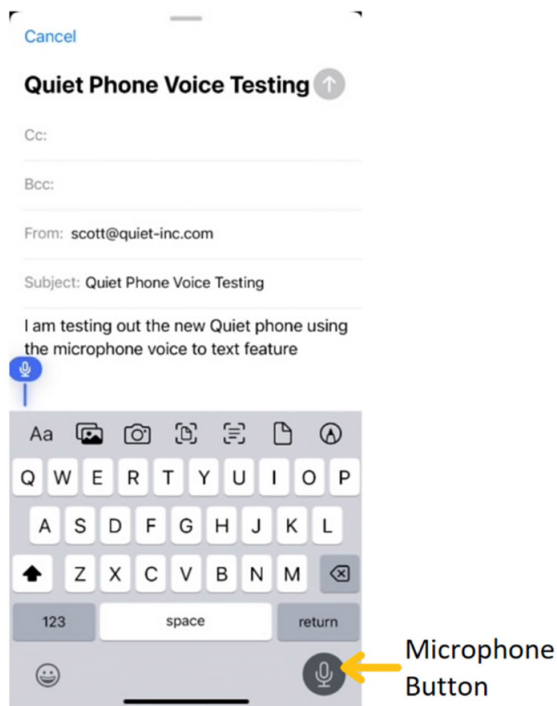 Cancel
Quiet Phone Voice Testing
Cc:
Bcc:
From: scott@quiet-inc.com
Subject: Quiet Phone Voice Testing
I am testing out the new Quiet phone using
the microphone voice to text feature
Aa
Q W E R T Y U I O P
A S D F G H J K L
Z X C V B N M
123 space return
Microphone
Button